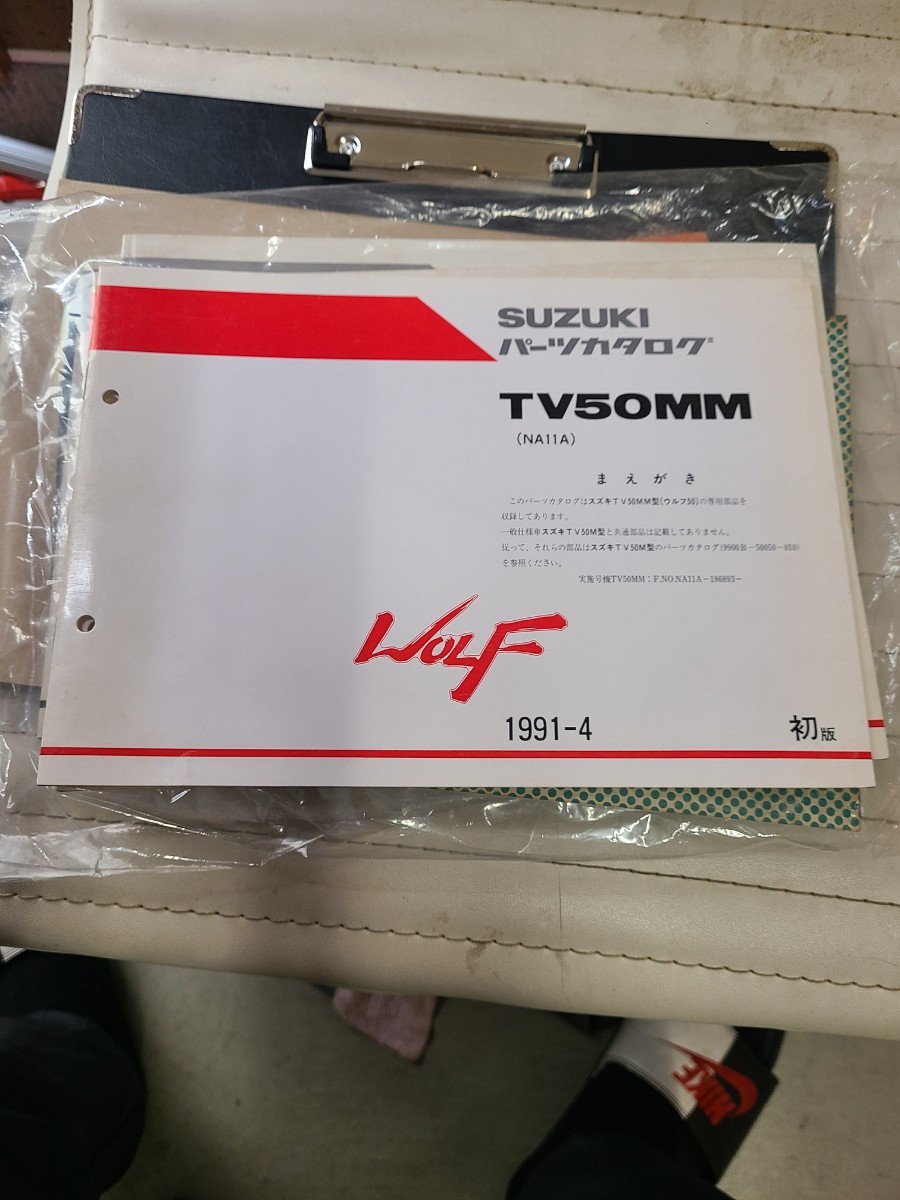 SUZUKI
パーツカタログ
TV50MM
(NA11A)
まえがき
このパーツカタログはスズキTV50MM型(ウルフ50)の専用部品を
収録してあります。
一般仕様車スズキTV50M型と共通部品は記載してありません。
従って、それらの部品はスズキTV50M型のパーツカタログ(9900B-50050-010)
を参照ください。
実施号機TV50MM:F.NO.NA11A-186893~
WOLF
1991-4
初版
NIKE